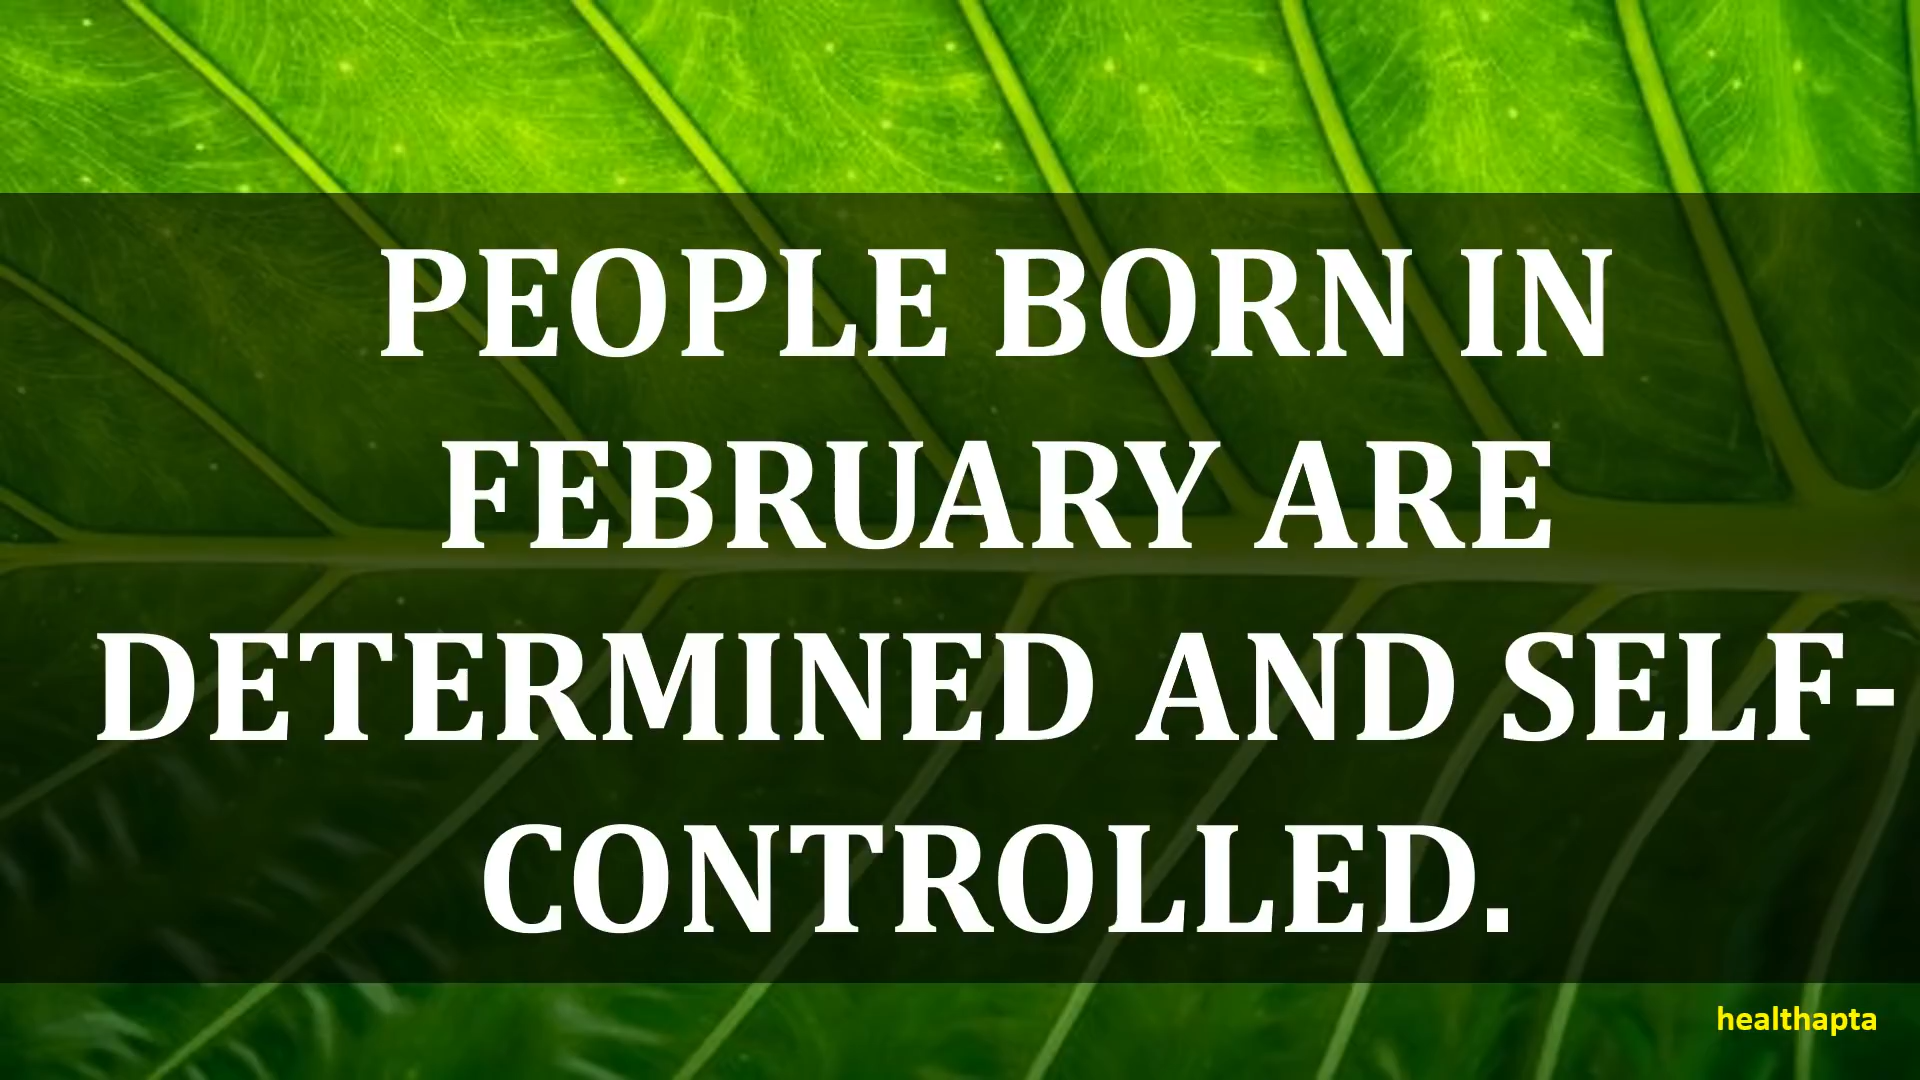 PEOPLE BORN IN
FEBRUARY ARE
DETERMINED AND SELF-
CONTROLLED.
healthapta